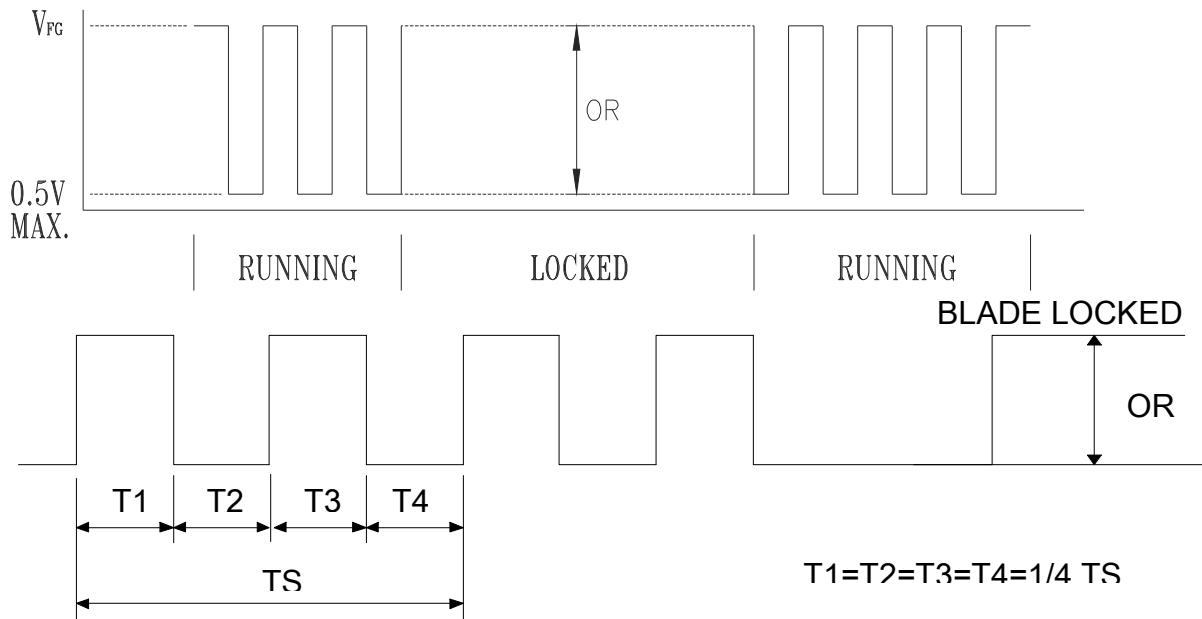 VFG
OR
0.5V
MAX.
RUNNING LOCKED RUNNING
BLADE LOCKED
OR
T1 T2 T3 T4
TS
T1=T2=T3=T4=1/4 TS